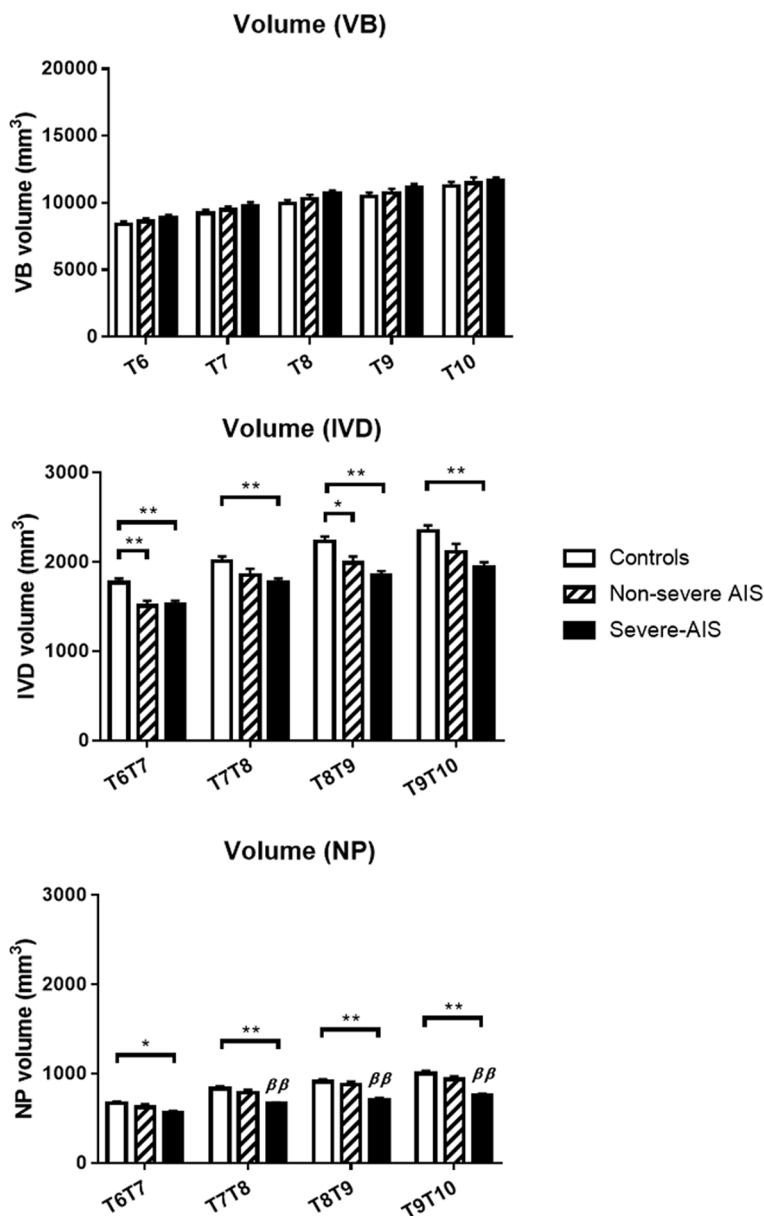 Volume (VB)
VB volume (mm³)
20000
15000
10000
5000
0
T6 T7 T8 T9 T10
Volume (IVD)
IVD volume (mm³)
3000
2000
1000
0
** ** ** * ** **
** 
T6T7 T7T8 T8T9 T9T10
Controls
Non-severe AIS
Severe-AIS
Volume (NP)
NP volume (mm³)
3000
2000
1000
0
* ** ** **
ββ ββ ββ
T6T7 T7T8 T8T9 T9T10